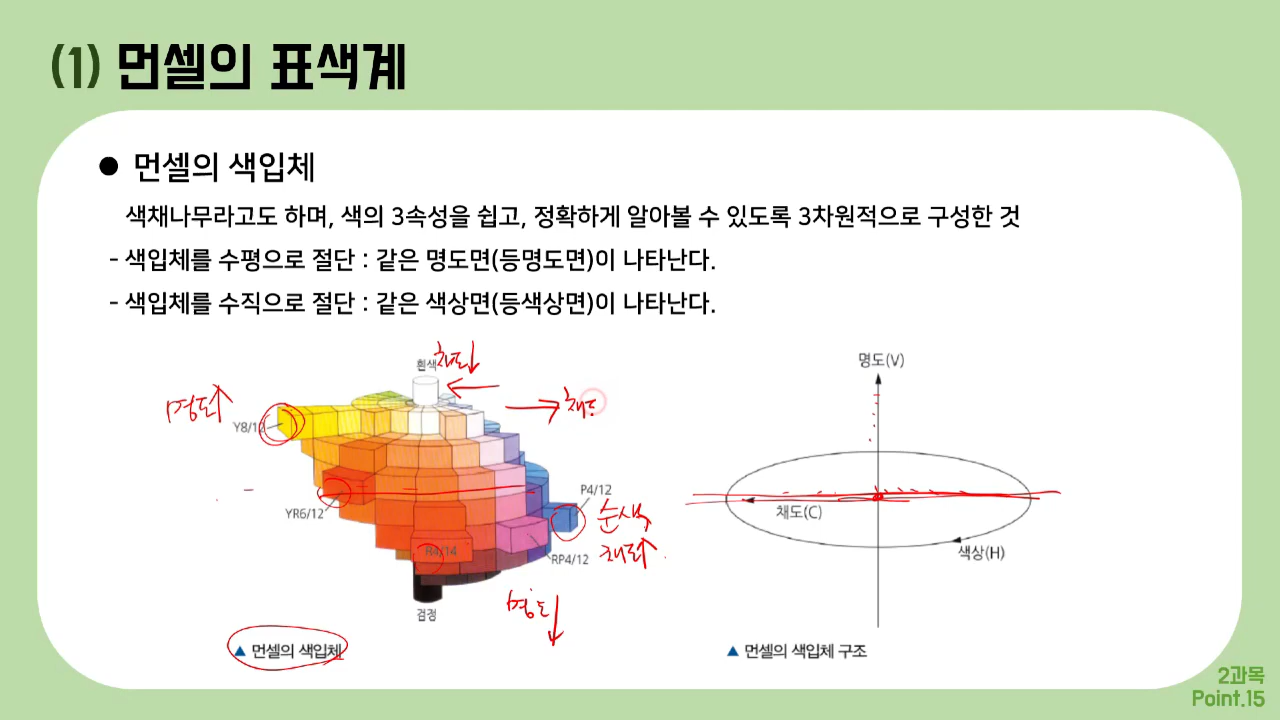 (1) 먼셀의 표색계
● 먼셀의 색입체
색채나무라고도 하며, 색의 3속성을 쉽고, 정확하게 알아볼 수 있도록 3차원적으로 구성한 것
- 색입체를 수평으로 절단 : 같은 명도면(등명도면)이 나타난다.
- 색입체를 수직으로 절단 : 같은 색상면(등색상면)이 나타난다.
흰색 채도↓
명도↑
→ 채도
Y8/12
YR6/12
R4/14
P4/12
순색
채도↑
RP4/12
명도↓
검정
▲ 먼셀의 색입체
명도(V)
채도(C)
색상(H)
▲ 먼셀의 색입체 구조
2과목
Point.15